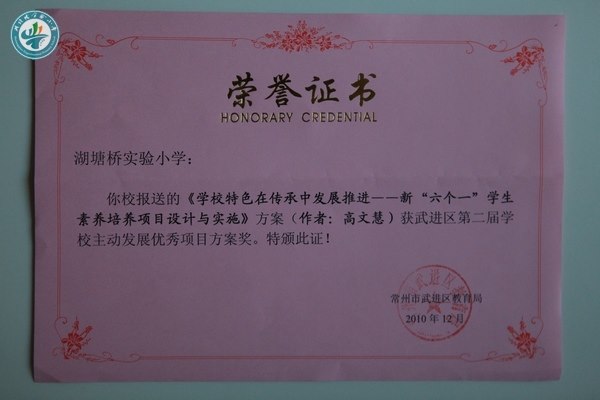 荣誉证书
HONORARY CREDENTIAL
湖塘桥实验小学：
你校报送的《学校特色在传承中发展推进——新“六个一”学生
素养培养项目设计与实施》方案（作者：高文慧）获武进区第二届学
校主动发展优秀项目方案奖。特颁此证！
常州市武进区教育局
2010年12月